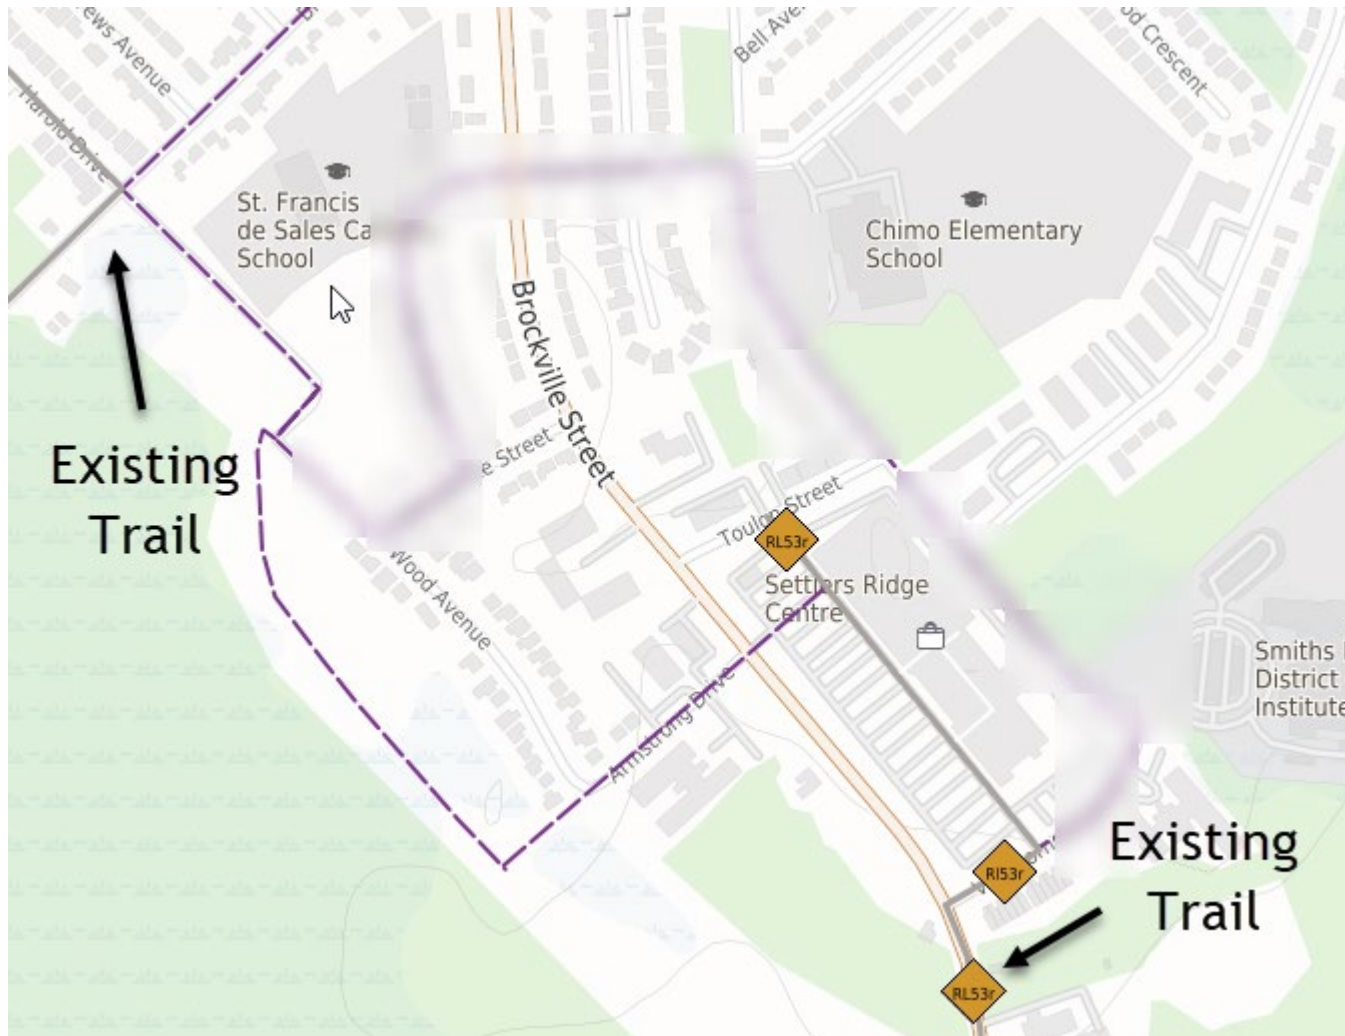 ews Avenue
Harold Drive
Bell Ave
od Crescent
St. Francis
de Sales Ca
School
Chimo Elementary
School
Brockville Street
e Street
Existing
Trail
Toulon Street
RL53r
Settlers Ridge
Centre
Wood Avenue
Armstrong Drive
Smiths
District
Institute
Existing
Trail
RI53r
RL53r